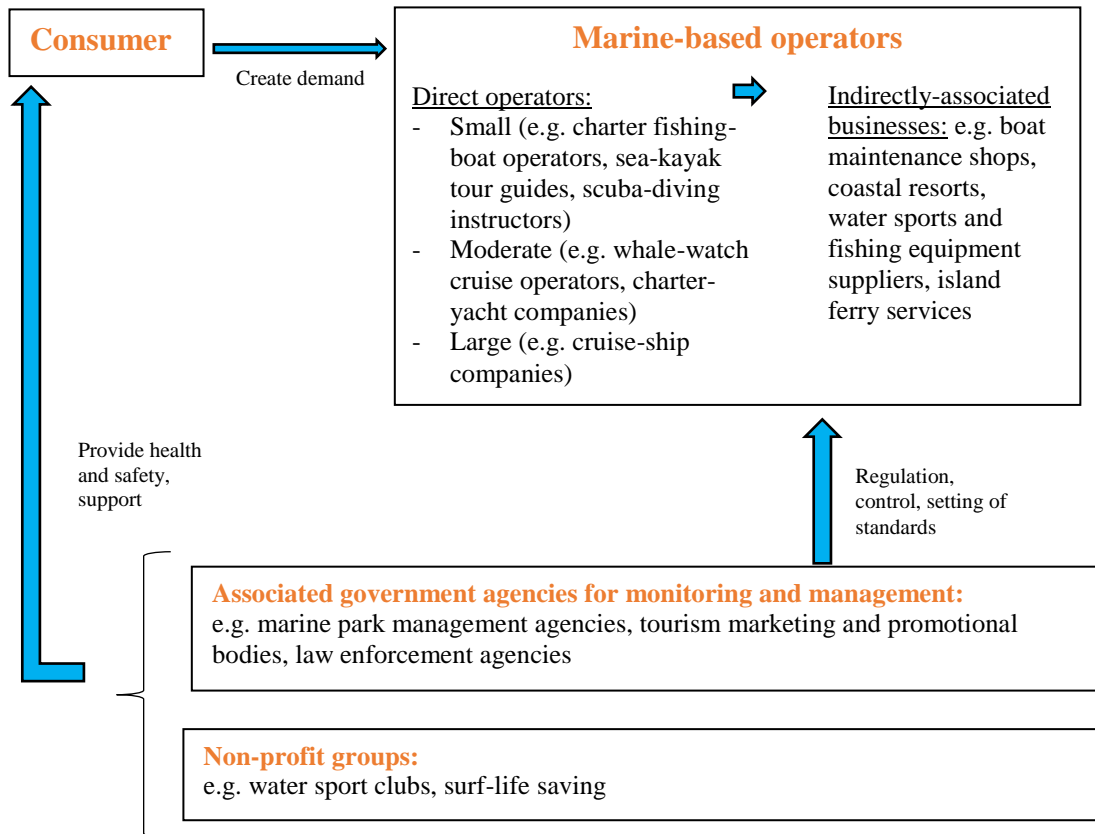 Consumer
Create demand
Marine-based operators
Direct operators:
- Small (e.g. charter fishing-
boat operators, sea-kayak
tour guides, scuba-diving
instructors)
- Moderate (e.g. whale-watch
cruise operators, charter-
yacht companies)
- Large (e.g. cruise-ship
companies)
Indirectly-associated
businesses: e.g. boat
maintenance shops,
coastal resorts,
water sports and
fishing equipment
suppliers, island
ferry services
Provide health
and safety,
support
Regulation,
control, setting of
standards
Associated government agencies for monitoring and management:
e.g. marine park management agencies, tourism marketing and promotional
bodies, law enforcement agencies
Non-profit groups:
e.g. water sport clubs, surf-life saving